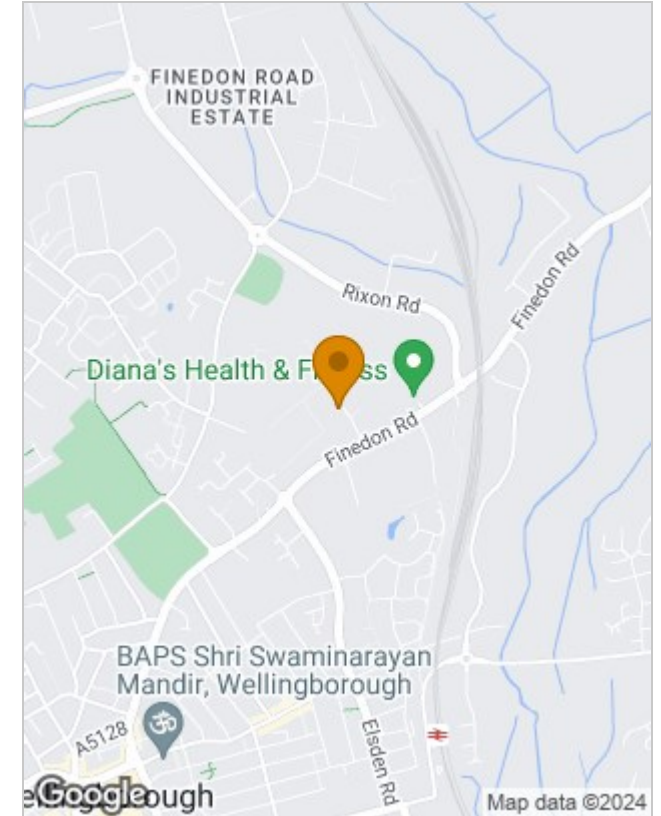 FINEDON ROAD
INDUSTRIAL
ESTATE
Rixon Rd
Finedon Rd
Diana's Health &
Finedon Rd
BAPS Shri Swaminarayan
Mandir, Wellingborough
A5128
Elsden Rd
Google
Map data ©2024